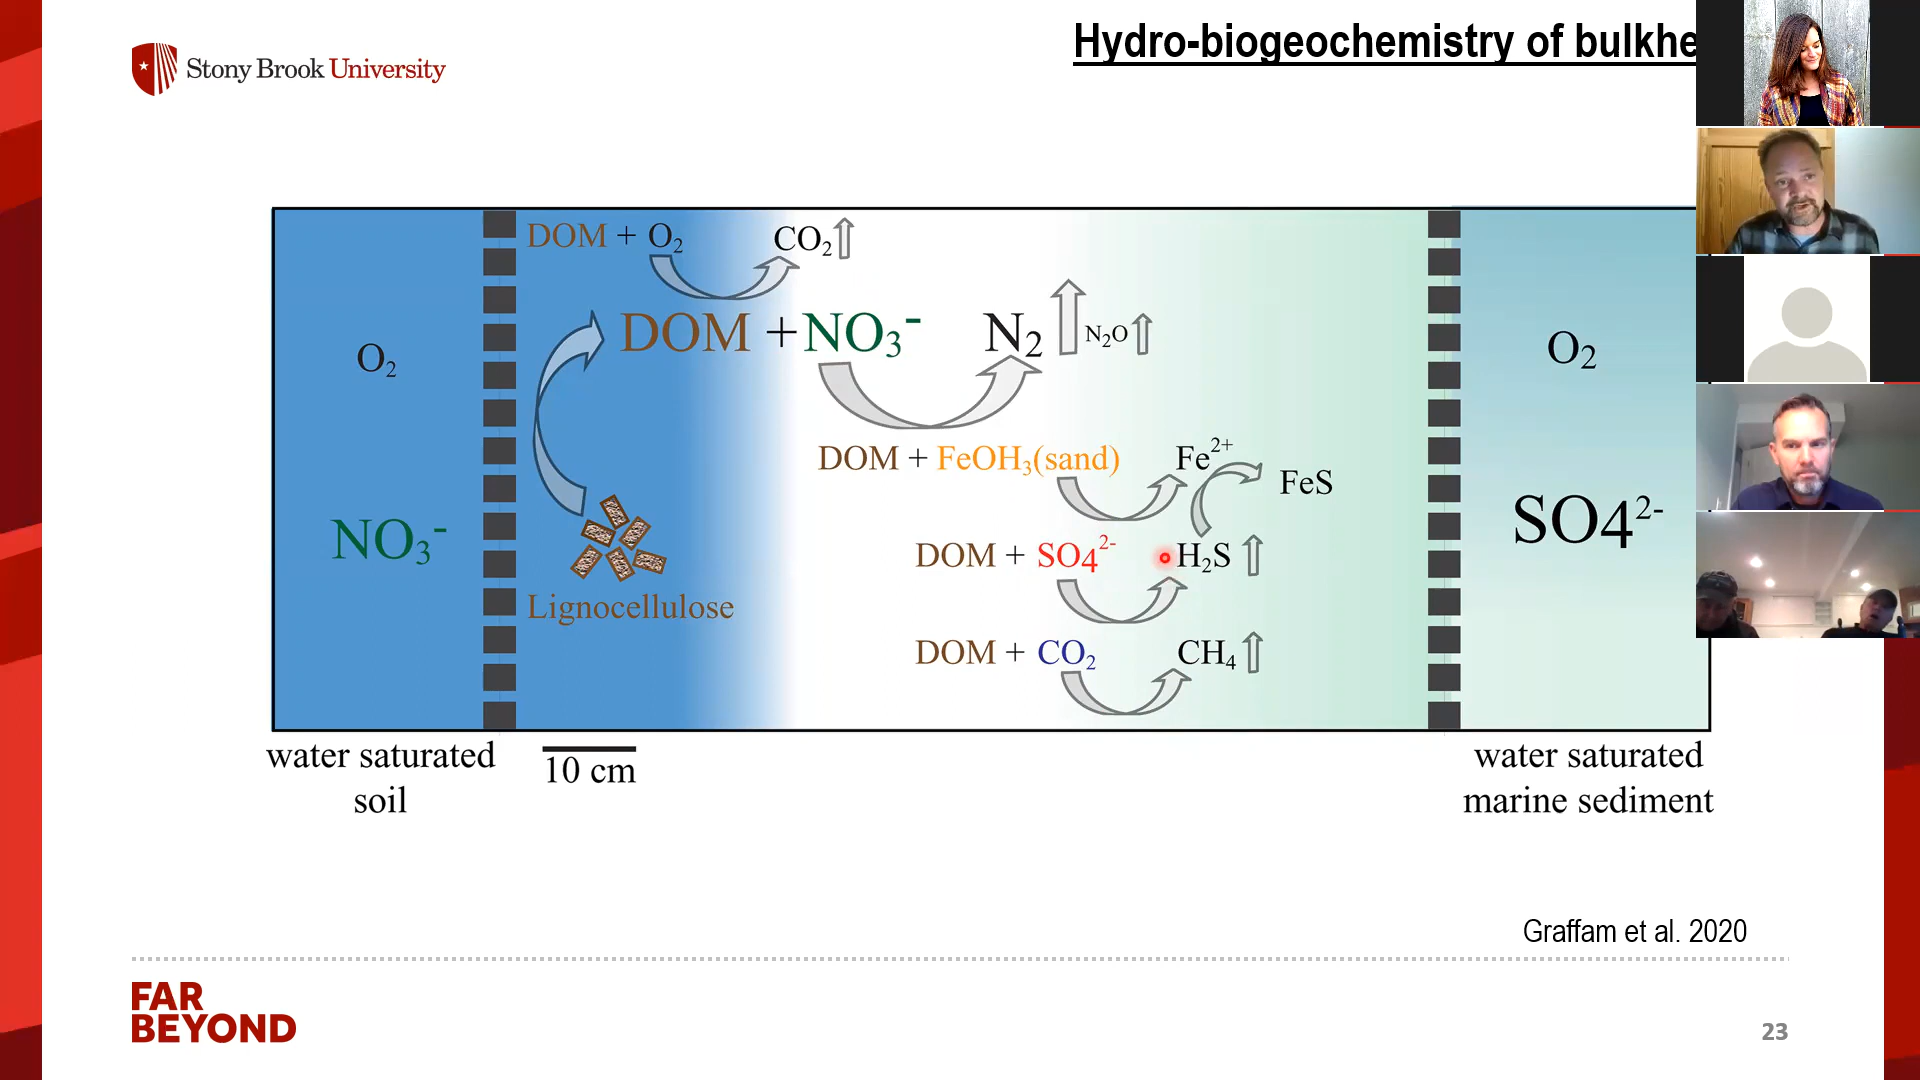 Hydro-biogeochemistry of bulkhe
Stony Brook University
DOM + O₂ CO₂
DOM + NO₃⁻ N₂ N₂O
O₂
O₂
DOM + FeOH₃(sand) Fe²⁺
FeS
NO₃⁻
SO4²⁻
DOM + SO4²⁻ H₂S
Lignocellulose
DOM + CO₂ CH₄
water saturated
soil
10 cm
water saturated
marine sediment
Graffam et al. 2020
FAR
BEYOND
23